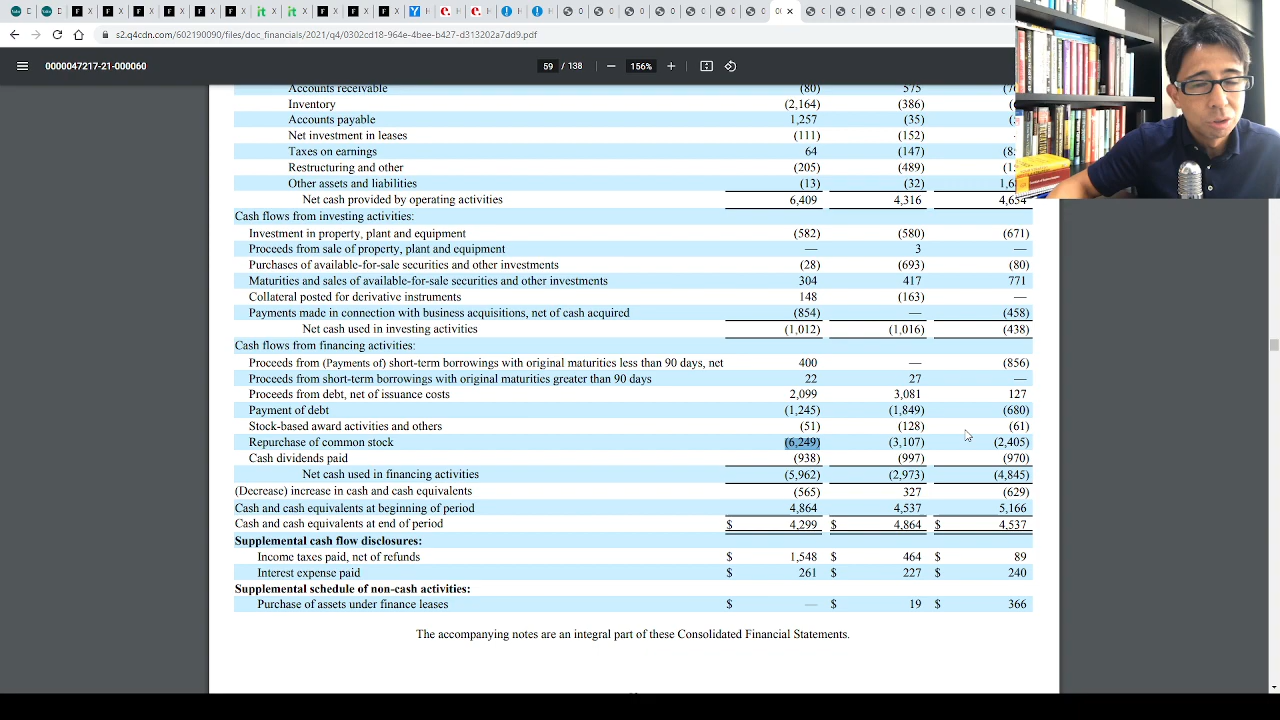 s2.q4cdn.com/602190090/files/doc_financials/2021/q4/0302cd18-964e-4bee-b427-d313202a7dd9.pdf
0000047217-21-000060 59 / 138 156%
Accounts receivable (80) 575
Inventory (2,164) (386)
Accounts payable 1,257 (35)
Net investment in leases (111) (152)
Taxes on earnings 64 (147)
Restructuring and other (205) (489)
Other assets and liabilities (13) (32)
Net cash provided by operating activities 6,409 4,316 4,654
Cash flows from investing activities:
Investment in property, plant and equipment (582) (580) (671)
Proceeds from sale of property, plant and equipment — 3 —
Purchases of available-for-sale securities and other investments (28) (693) (80)
Maturities and sales of available-for-sale securities and other investments 304 417 771
Collateral posted for derivative instruments 148 (163) —
Payments made in connection with business acquisitions, net of cash acquired (854) — (458)
Net cash used in investing activities (1,012) (1,016) (438)
Cash flows from financing activities:
Proceeds from (Payments of) short-term borrowings with original maturities less than 90 days, net 400 — (856)
Proceeds from short-term borrowings with original maturities greater than 90 days 22 27 —
Proceeds from debt, net of issuance costs 2,099 3,081 127
Payment of debt (1,245) (1,849) (680)
Stock-based award activities and others (51) (128) (61)
Repurchase of common stock (6,249) (3,107) (2,405)
Cash dividends paid (938) (997) (970)
Net cash used in financing activities (5,962) (2,973) (4,845)
(Decrease) increase in cash and cash equivalents (565) 327 (629)
Cash and cash equivalents at beginning of period 4,864 4,537 5,166
Cash and cash equivalents at end of period $ 4,299 $ 4,864 $ 4,537
Supplemental cash flow disclosures:
Income taxes paid, net of refunds $ 1,548 $ 464 $ 89
Interest expense paid $ 261 $ 227 $ 240
Supplemental schedule of non-cash activities:
Purchase of assets under finance leases $ — $ 19 $ 366
The accompanying notes are an integral part of these Consolidated Financial Statements.